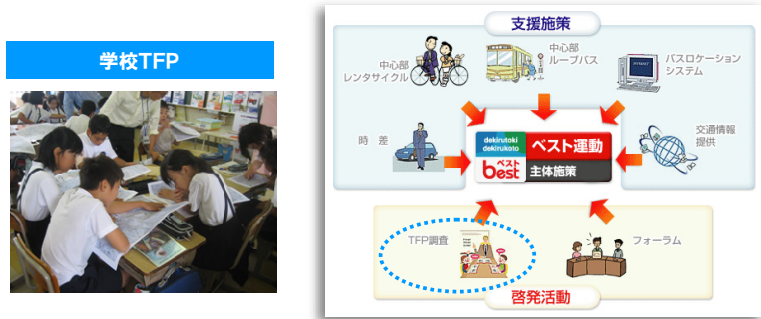 学校TFP
支援施策
中心部
レンタサイクル
中心部
ループバス
バスロケーション
システム
時 差
dekirutoki
dekirukoto
ベスト運動
ベスト
best
主体施策
交通情報
提供
TFP調査
フォーラム
啓発活動